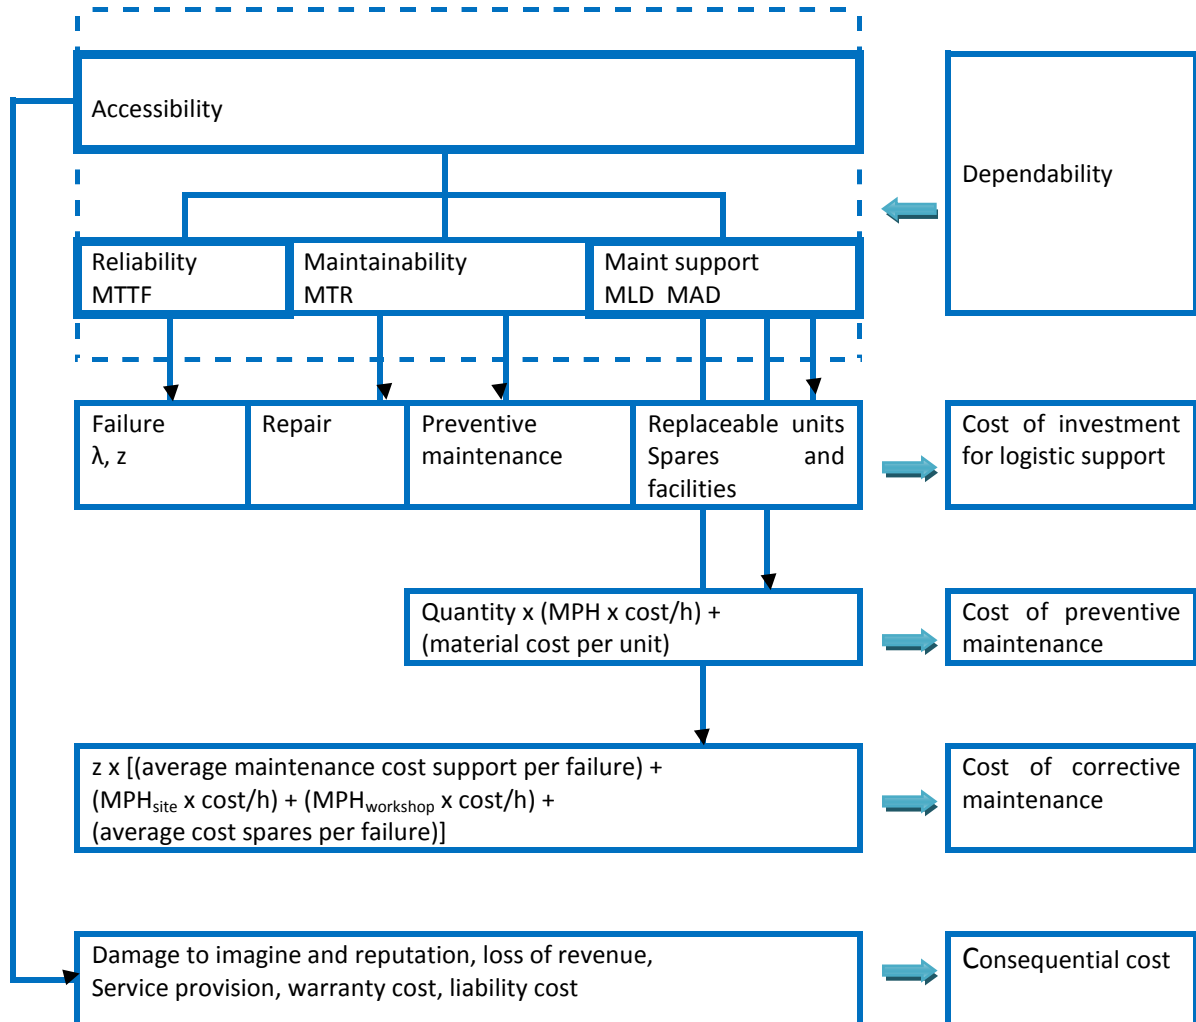 Accessibility
Dependability
Reliability
MTTF
Maintainability
MTR
Maint support
MLD MAD
Failure
λ, z
Repair
Preventive
maintenance
Replaceable units
Spares and
facilities
Cost of investment
for logistic support
Quantity x (MPH x cost/h) +
(material cost per unit)
Cost of preventive
maintenance
z x [(average maintenance cost support per failure) +
(MPHsite x cost/h) + (MPHworkshop x cost/h) +
(average cost spares per failure)]
Cost of corrective
maintenance
Damage to imagine and reputation, loss of revenue,
Service provision, warranty cost, liability cost
Consequential cost